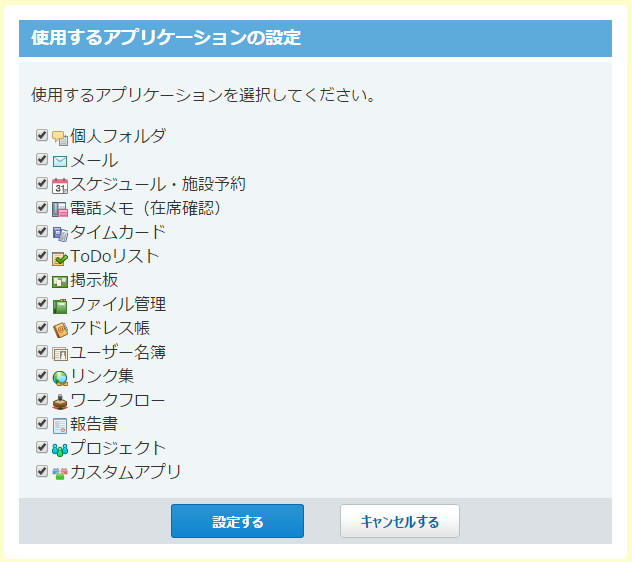 使用するアプリケーションの設定
使用するアプリケーションを選択してください。
個人フォルダ
メール
31 スケジュール・施設予約
電話メモ（在席確認）
タイムカード
ToDoリスト
掲示板
ファイル管理
アドレス帳
ユーザー名簿
リンク集
ワークフロー
報告書
プロジェクト
カスタムアプリ
設定する キャンセルする